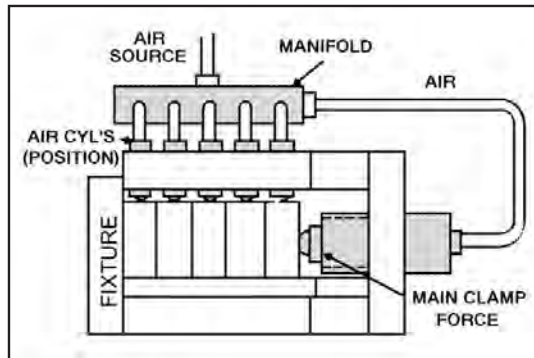 AIR
SOURCE
MANIFOLD
AIR
AIR CYL'S
(POSITION)
FIXTURE
MAIN CLAMP
FORCE